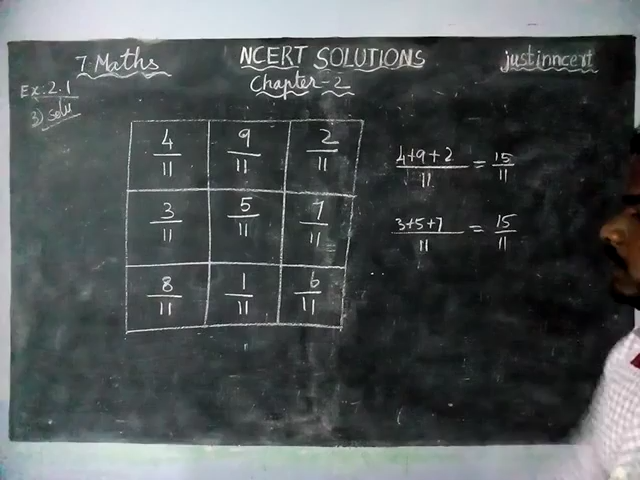 7. Maths NCERT SOLUTIONS justinncert
Chapter-2
Ex: 2.1
3) Solu
4/11 9/11 2/11
3/11 5/11 7/11
8/11 1/11 6/11
4+9+2/11 = 15/11
3+5+7/11 = 15/11